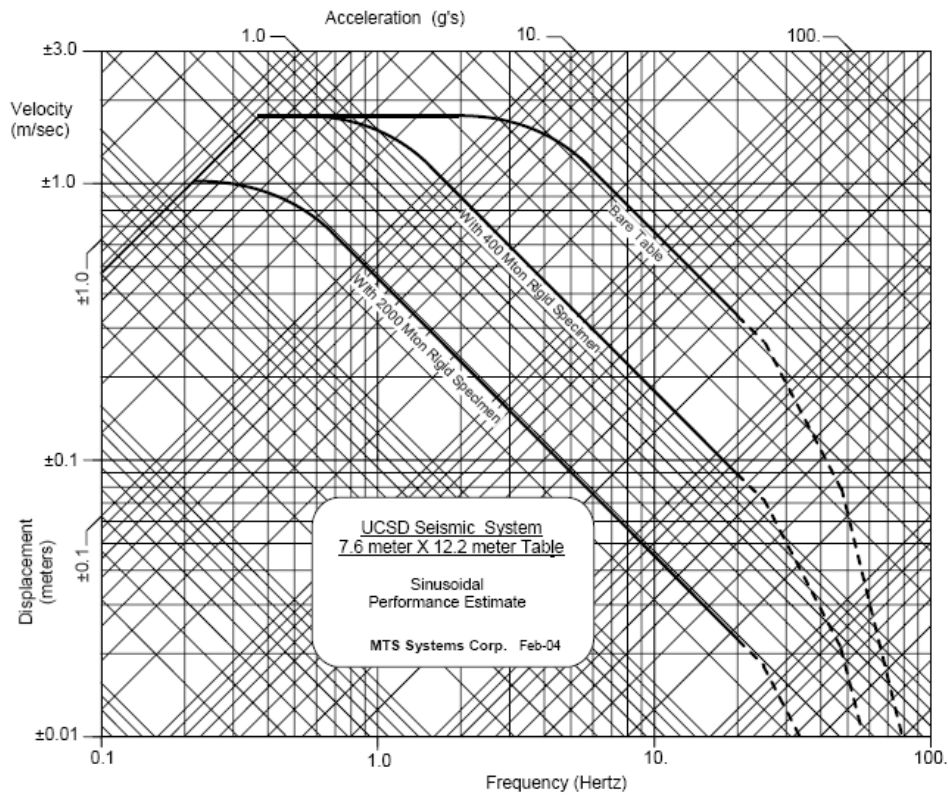 Acceleration (g's)
1.0
10.
100.
±3.0
Velocity
(m/sec)
±1.0
±1.0
±0.1
±0.1
Displacement
(meters)
±0.01
Bare Table
With 400 Mton Rigid Specimen
With 2000 Mton Rigid Specimen
UCSD Seismic System
7.6 meter X 12.2 meter Table
Sinusoidal
Performance Estimate
MTS Systems Corp. Feb-04
0.1
1.0
10.
100.
Frequency (Hertz)